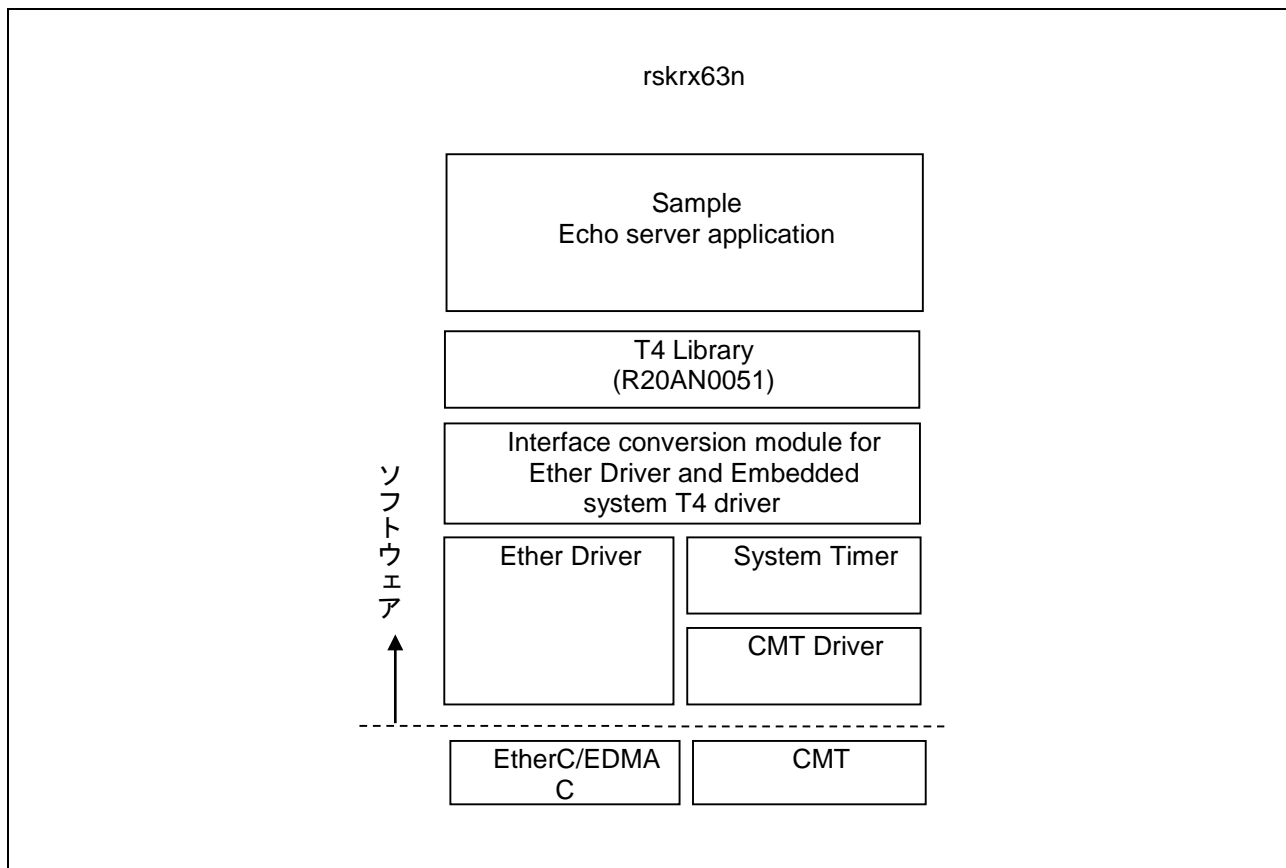 rskrx63n
Sample
Echo server application
T4 Library
(R20AN0051)
Interface conversion module for
Ether Driver and Embedded
system T4 driver
ソフトウェア
Ether Driver
System Timer
CMT Driver
EtherC/EDMA
C
CMT